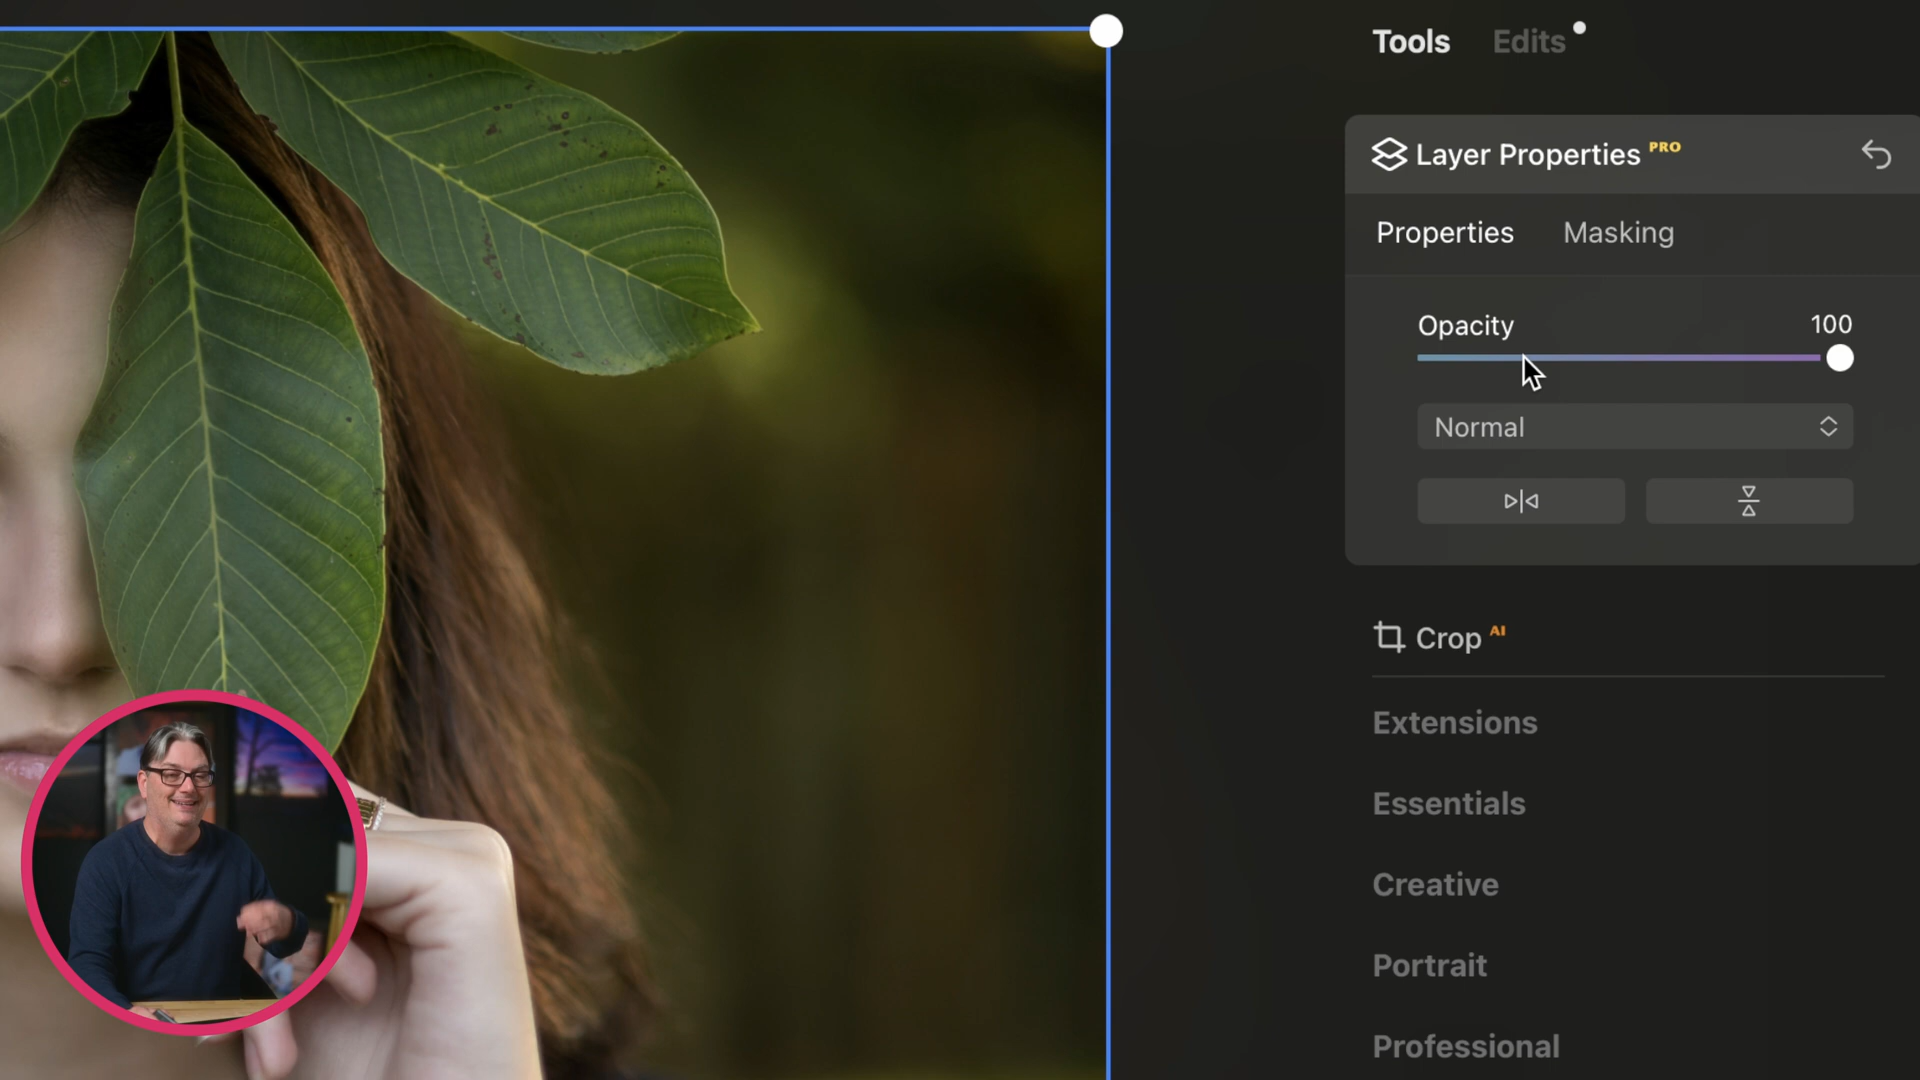 Tools Edits
Layer Properties PRO
Properties Masking
Opacity 100
Normal
Crop AI
Extensions
Essentials
Creative
Portrait
Professional